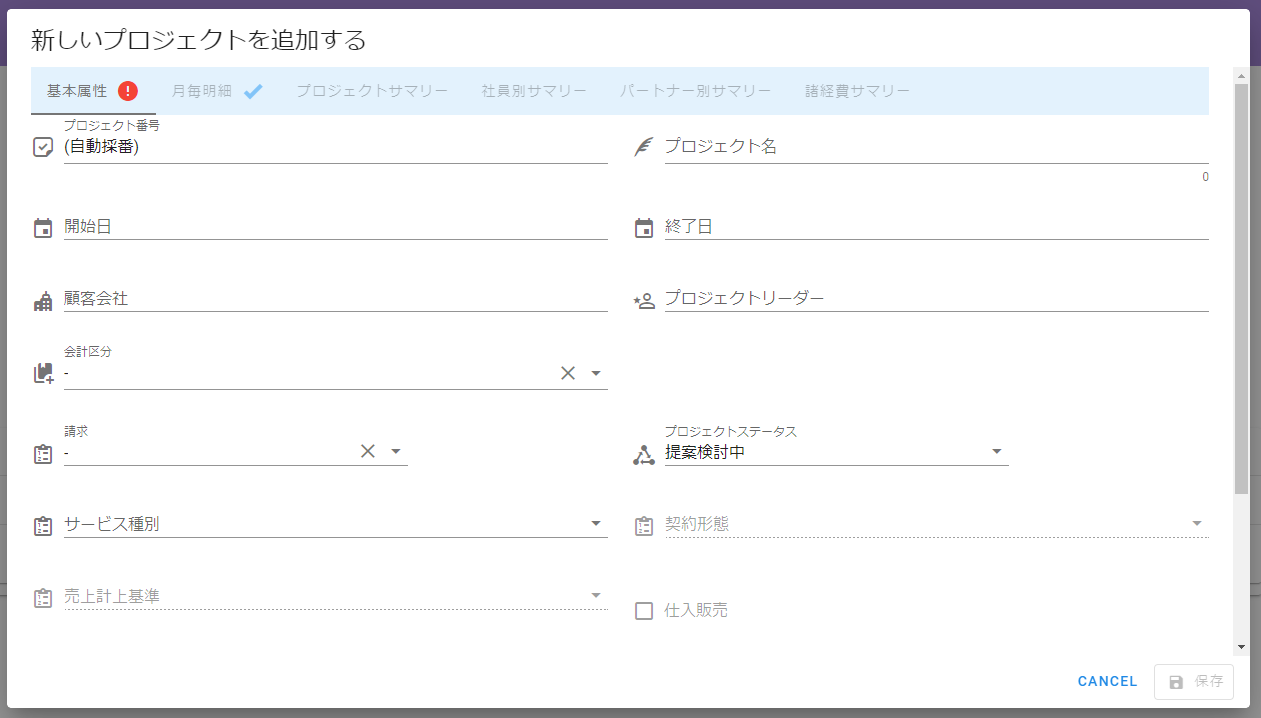 新しいプロジェクトを追加する
基本属性 月毎明細 プロジェクトサマリー 社員別サマリー パートナー別サマリー 諸経費サマリー
プロジェクト番号
(自動採番) プロジェクト名
0
開始日 終了日
顧客会社 プロジェクトリーダー
会計区分
-
請求 プロジェクトステータス
- 提案検討中
サービス種別 契約形態
売上計上基準 仕入販売
CANCEL 保存